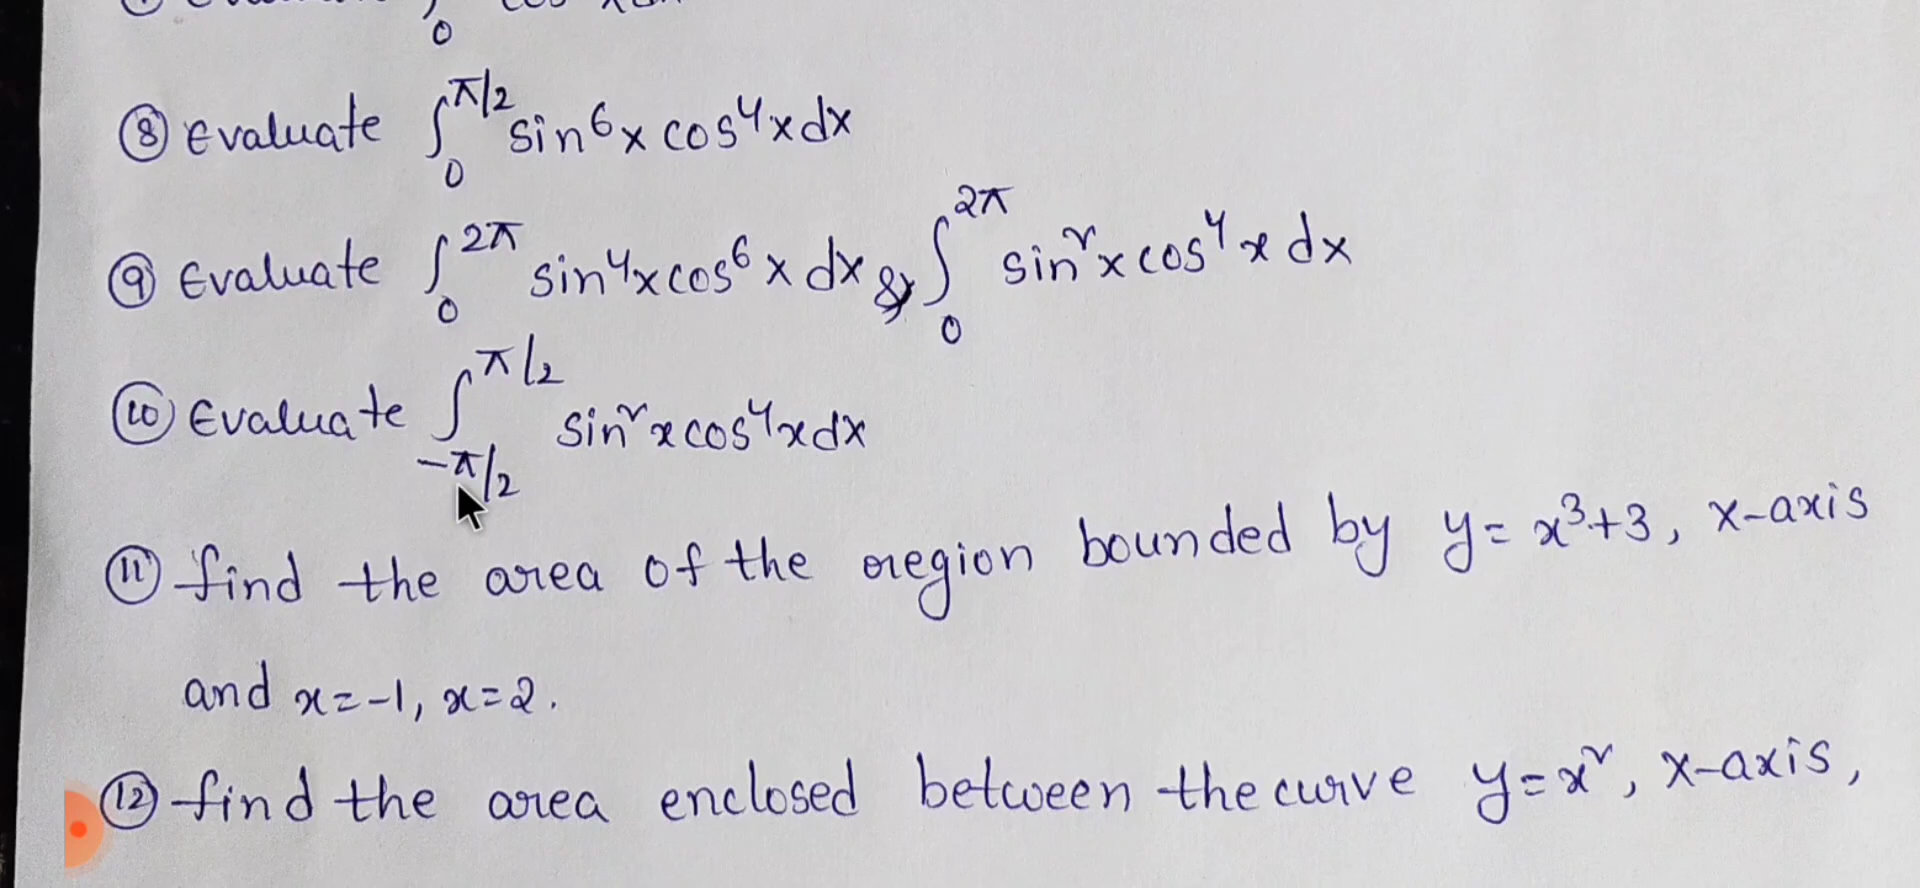 ⑧ Evaluate ∫₀^π/2 sin⁶x cos⁴x dx
⑨ Evaluate ∫₀^2π sin⁴x cos⁶x dx & ∫₀^2π sin²x cos⁴x dx
⑩ Evaluate ∫₋π/2^π/2 sin²x cos⁴x dx
⑪ find the area of the region bounded by y = x³+3, x-axis
and x=-1, x=2.
⑫ find the area enclosed between the curve y=x², x-axis,